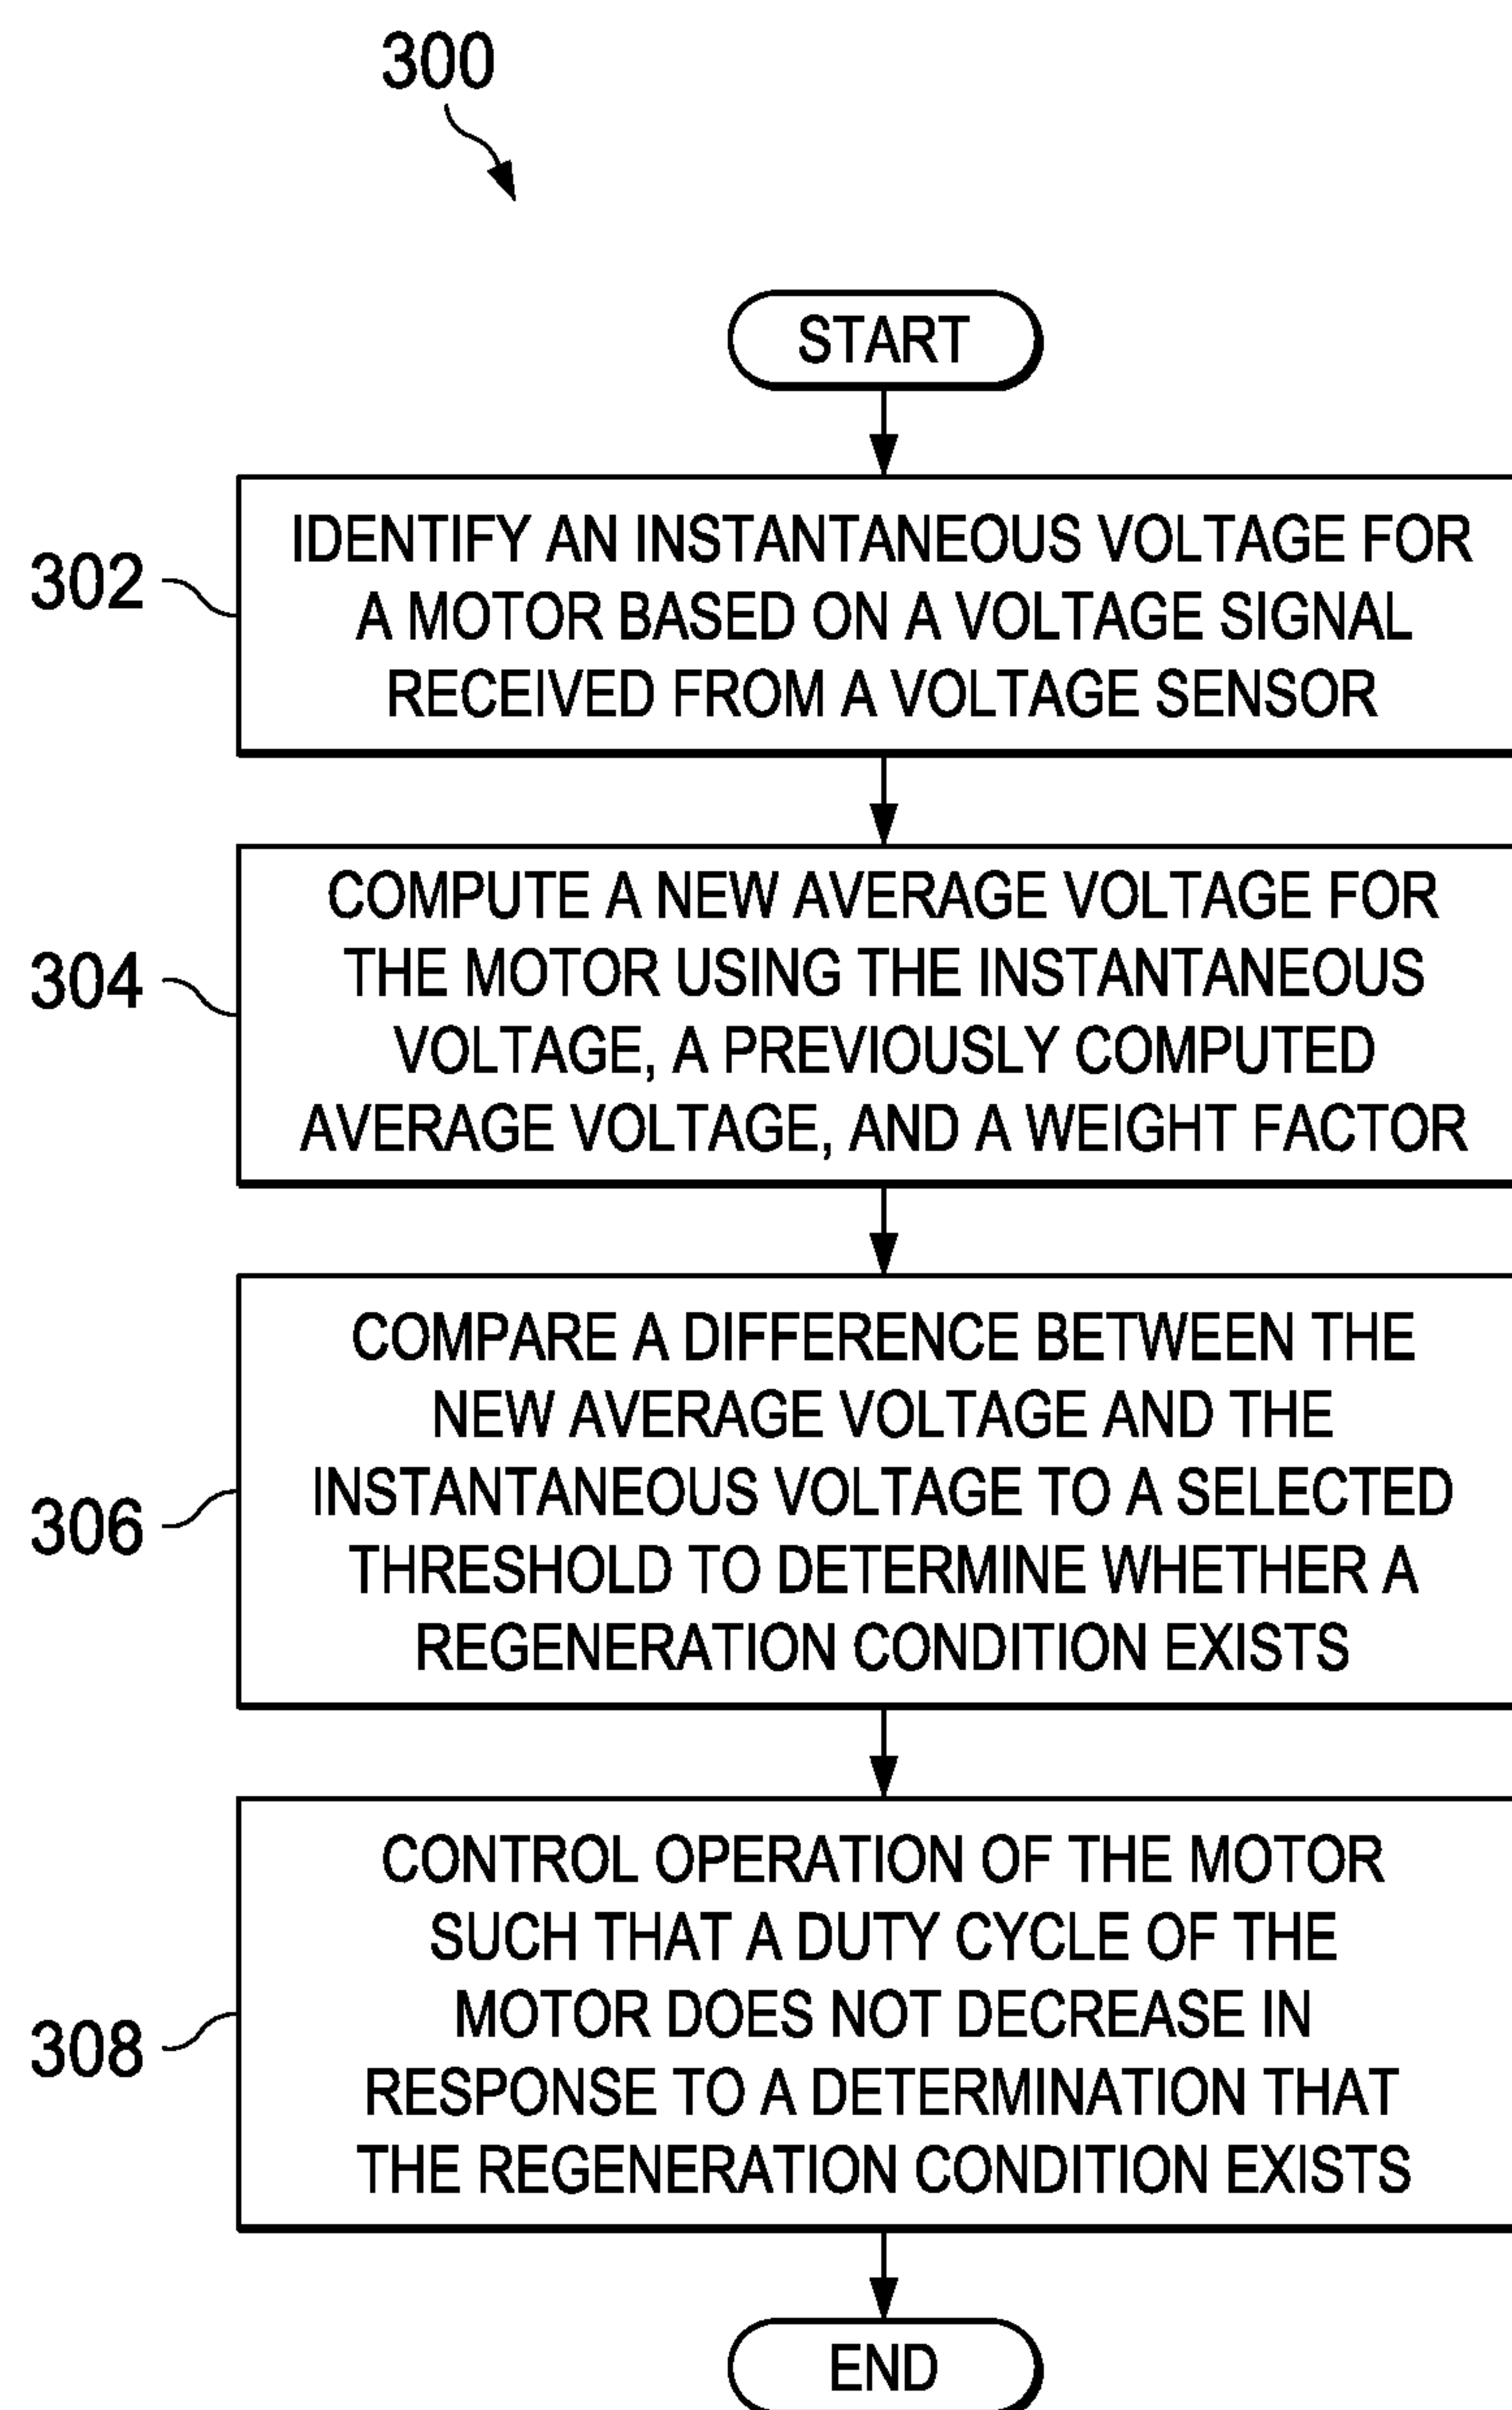 300
START
302
IDENTIFY AN INSTANTANEOUS VOLTAGE FOR
A MOTOR BASED ON A VOLTAGE SIGNAL
RECEIVED FROM A VOLTAGE SENSOR
304
COMPUTE A NEW AVERAGE VOLTAGE FOR
THE MOTOR USING THE INSTANTANEOUS
VOLTAGE, A PREVIOUSLY COMPUTED
AVERAGE VOLTAGE, AND A WEIGHT FACTOR
306
COMPARE A DIFFERENCE BETWEEN THE
NEW AVERAGE VOLTAGE AND THE
INSTANTANEOUS VOLTAGE TO A SELECTED
THRESHOLD TO DETERMINE WHETHER A
REGENERATION CONDITION EXISTS
308
CONTROL OPERATION OF THE MOTOR
SUCH THAT A DUTY CYCLE OF THE
MOTOR DOES NOT DECREASE IN
RESPONSE TO A DETERMINATION THAT
THE REGENERATION CONDITION EXISTS
END